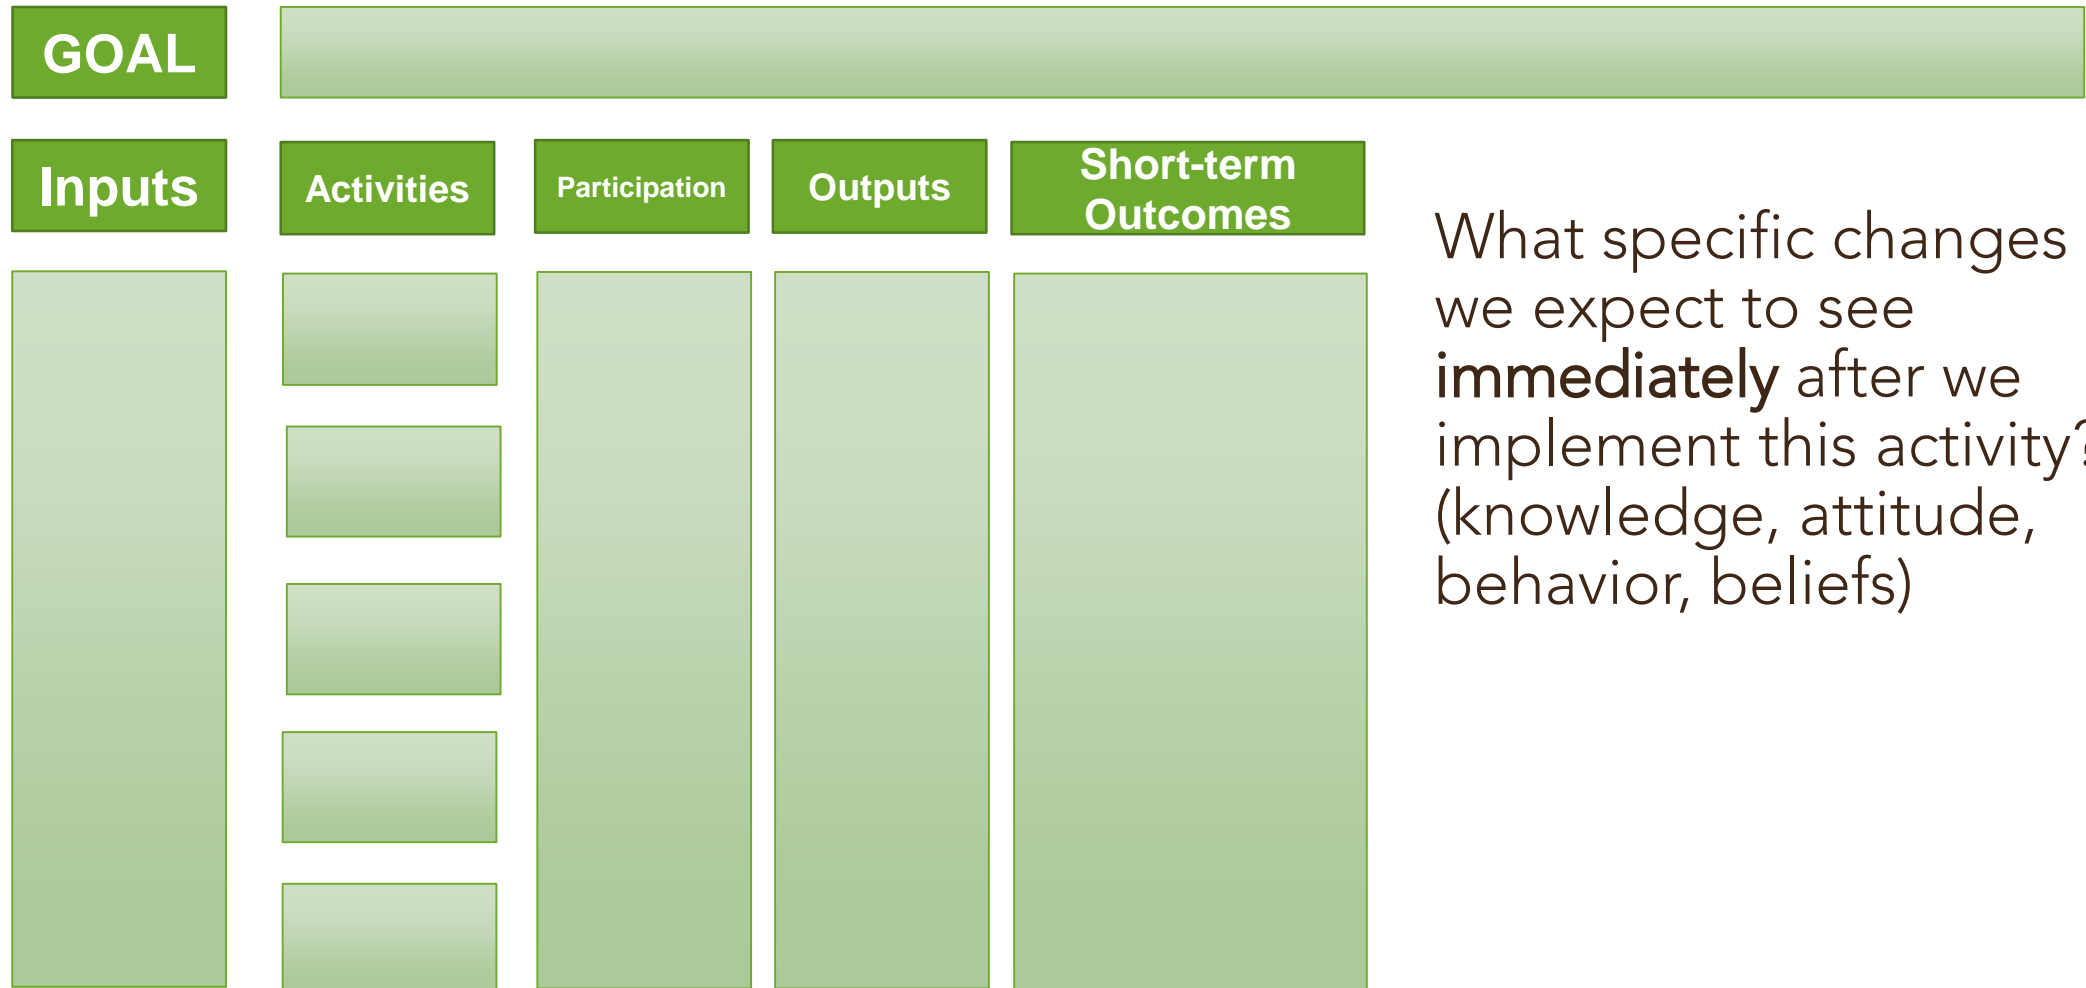 GOAL
Inputs
Activities
Participation
Outputs
Short-term
Outcomes
What specific changes
we expect to see
immediately after we
implement this activity?
(knowledge, attitude,
behavior, beliefs)